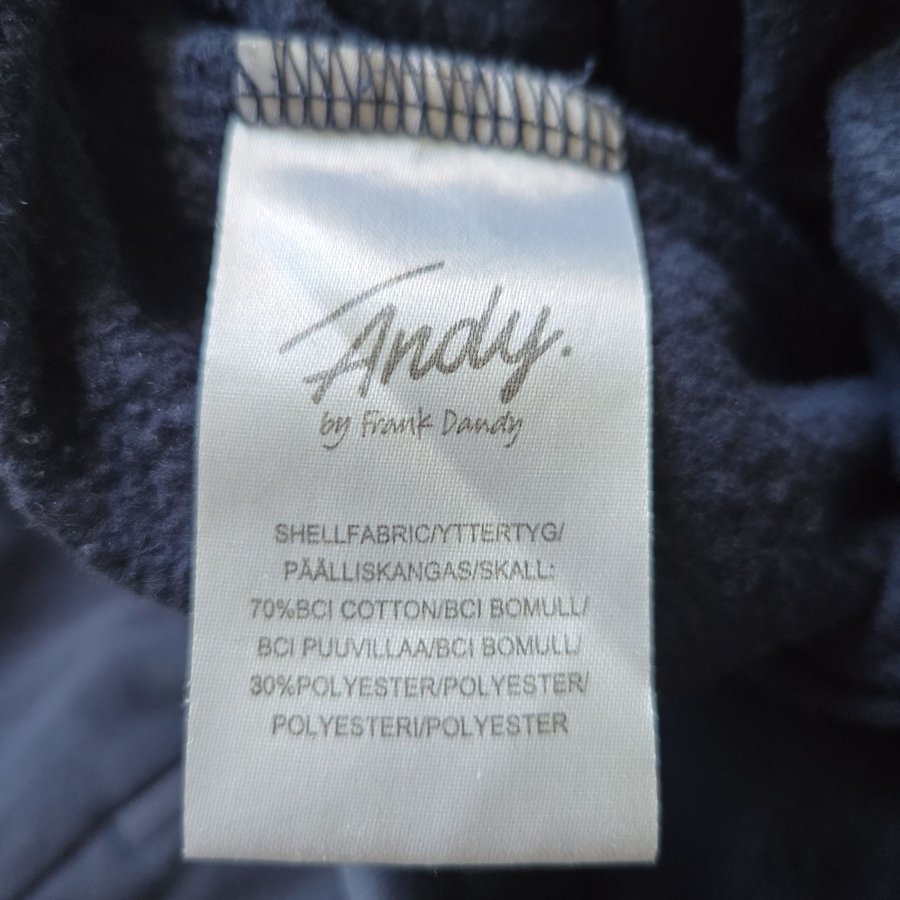 Andy.
by Frank Dandy
SHELLFABRIC/YTTERTYG/
PÄÄLLISKANGAS/SKALL:
70%BCI COTTON/BCI BOMULL/
BCI PUUVILLAA/BCI BOMULL/
30%POLYESTER/POLYESTER/
POLYESTERI/POLYESTER